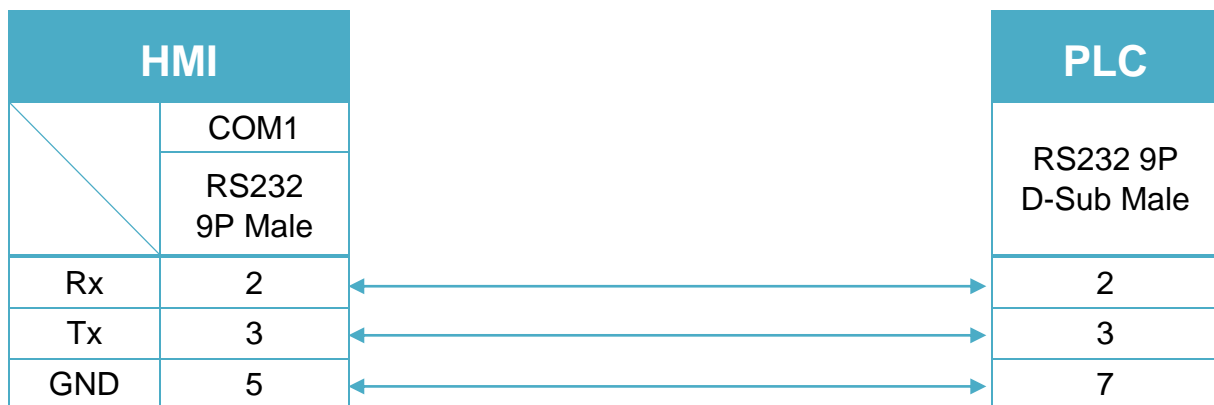 HMI
PLC
COM1
RS232
9P Male
RS232 9P
D-Sub Male
Rx 2 2
Tx 3 3
GND 5 7